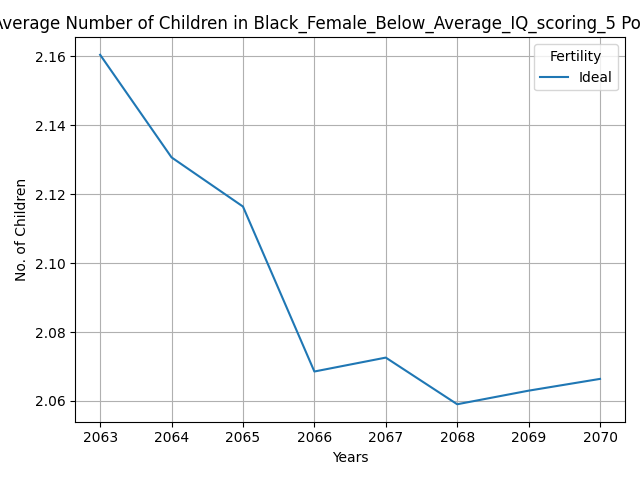 Average Number of Children in Black_Female_Below_Average_IQ_scoring_5 Po
Fertility
Ideal
2.16
2.14
2.12
2.10
2.08
2.06
No. of Children
2063 2064 2065 2066 2067 2068 2069 2070
Years